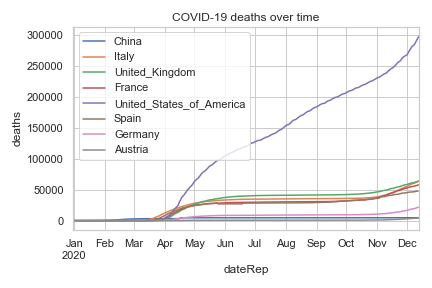 COVID-19 deaths over time
300000
250000
200000
150000
100000
50000
0
deaths
China
Italy
United_Kingdom
France
United_States_of_America
Spain
Germany
Austria
Jan Feb Mar Apr May Jun Jul Aug Sep Oct Nov Dec
2020
dateRep